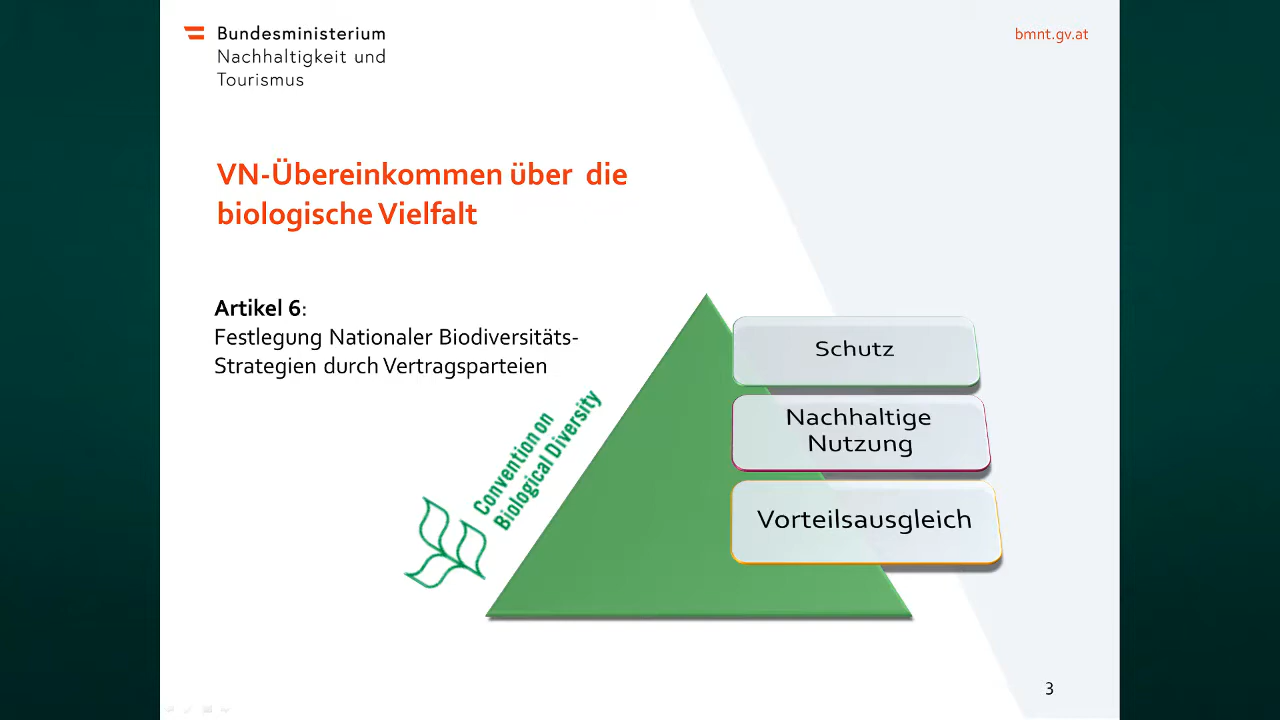 Bundesministerium
Nachhaltigkeit und
Tourismus
bmnt.gv.at
VN-Übereinkommen über die
biologische Vielfalt
Artikel 6:
Festlegung Nationaler Biodiversitäts-
Strategien durch Vertragsparteien
Convention on
Biological Diversity
Schutz
Nachhaltige
Nutzung
Vorteilsausgleich
3